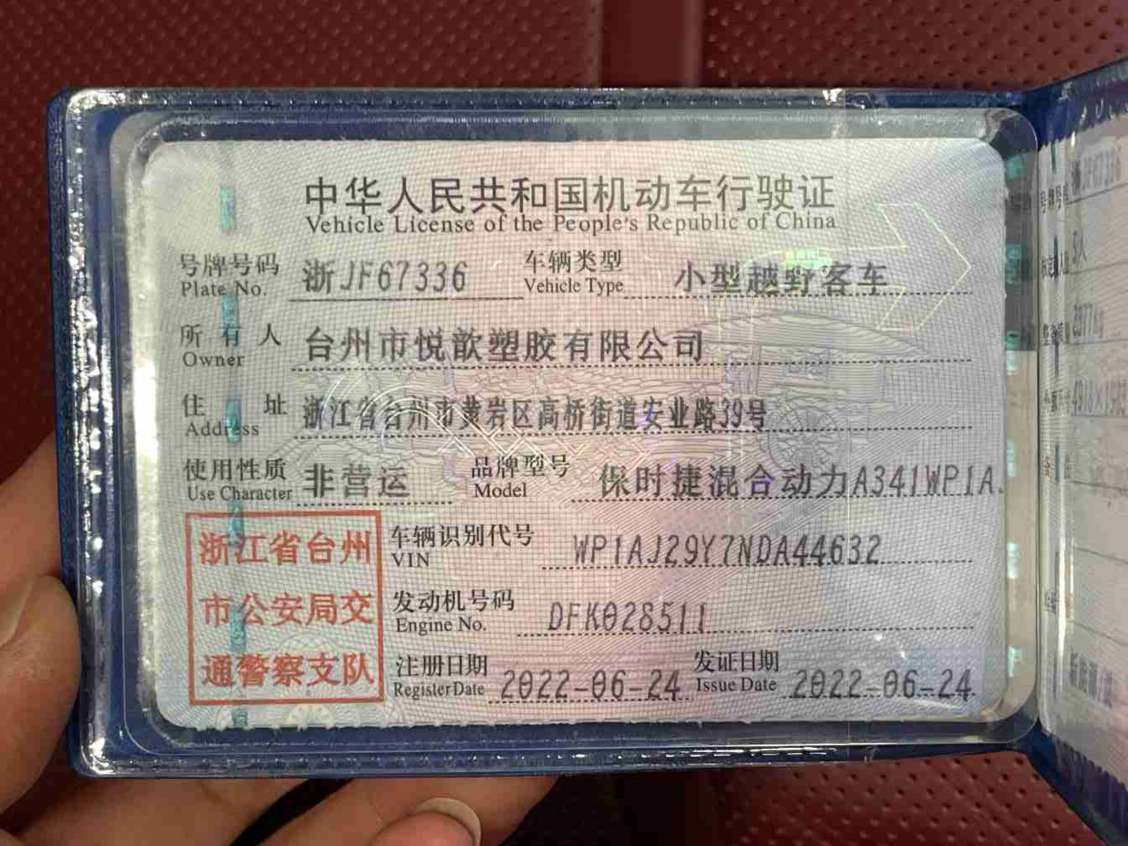 中华人民共和国机动车行驶证
Vehicle License of the People's Republic of China
号牌号码 浙JF67336 车辆类型 小型越野客车
Plate No. Vehicle Type
所有人 台州市悦歆塑胶有限公司
Owner
住址 浙江省台州市黄岩区高桥街道安业路39号
Address
使用性质 非营运 品牌型号 保时捷混合动力A341WP1A
Use Character Model
浙江省台州
市公安局交
通警察支队
车辆识别代号 WP1AJ29Y7NDA44632
VIN
发动机号码 DFK028511
Engine No.
注册日期 2022-06-24 发证日期 2022-06-24
Register Date Issue Date